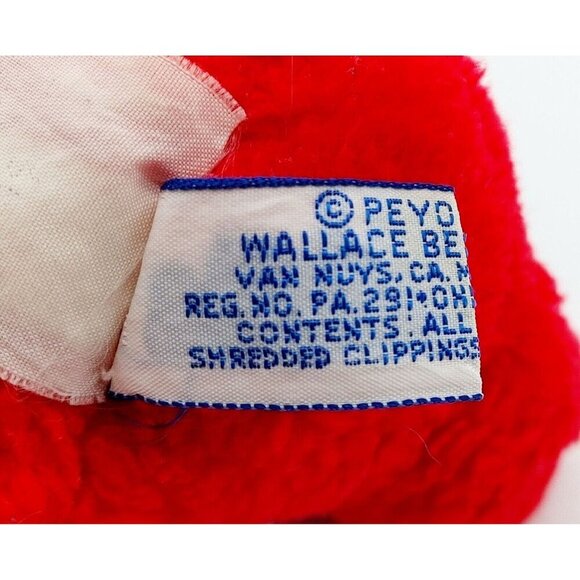 © PEYO
WALLACE BE
VAN NUYS, CA.
REG. NO. PA. 291•OH
CONTENTS: ALL
SHREDDED CLIPPINGS